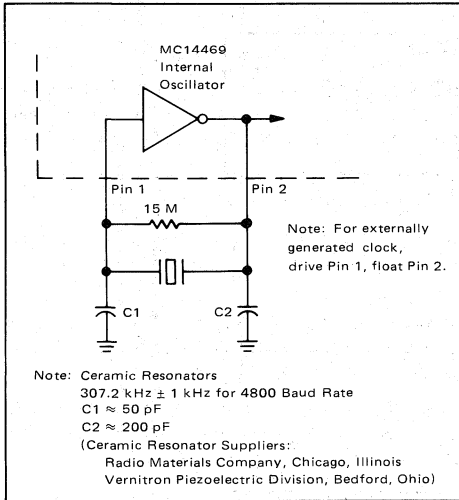 MC14469
Internal
Oscillator
Pin 1
Pin 2
15 M
Note: For externally
generated clock,
drive Pin 1, float Pin 2.
C1
C2
Note: Ceramic Resonators
307.2 kHz ± 1 kHz for 4800 Baud Rate
C1 ≈ 50 pF
C2 ≈ 200 pF
(Ceramic Resonator Suppliers:
Radio Materials Company, Chicago, Illinois
Vernitron Piezoelectric Division, Bedford, Ohio)